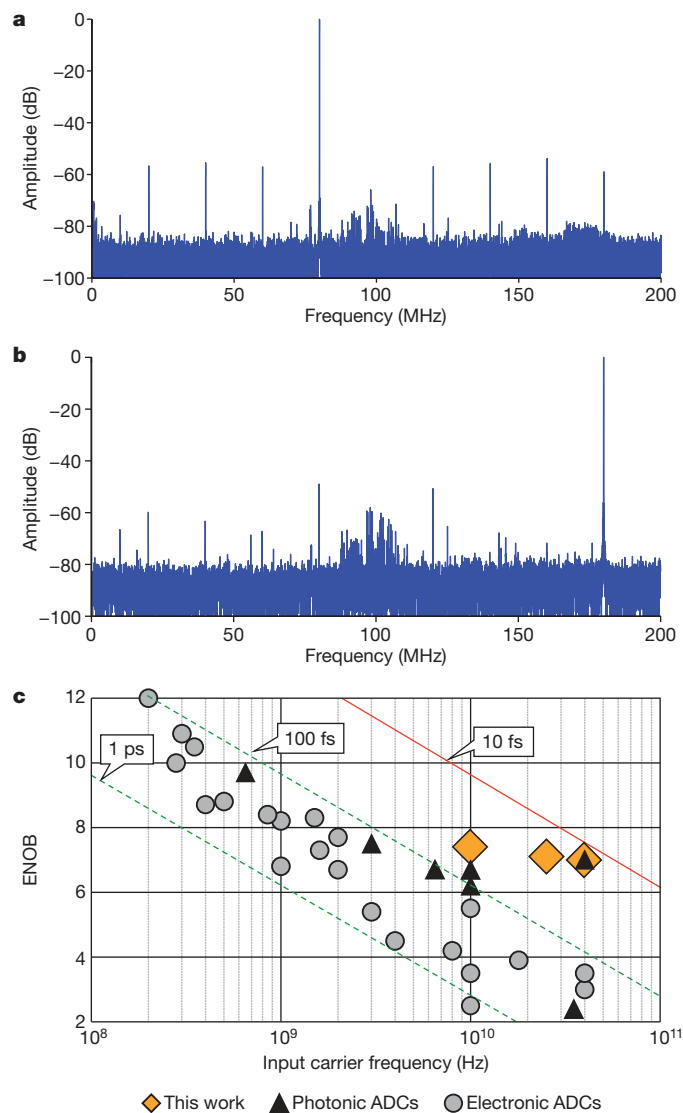 a
0
−20
−40
−60
−80
−100
Amplitude (dB)
0 50 100 150 200
Frequency (MHz)
b
0
−20
−40
−60
−80
−100
Amplitude (dB)
0 50 100 150 200
Frequency (MHz)
c
12
10
8
6
4
2
ENOB
1 ps
100 fs
10 fs
10⁸ 10⁹ 10¹⁰ 10¹¹
Input carrier frequency (Hz)
This work Photonic ADCs Electronic ADCs